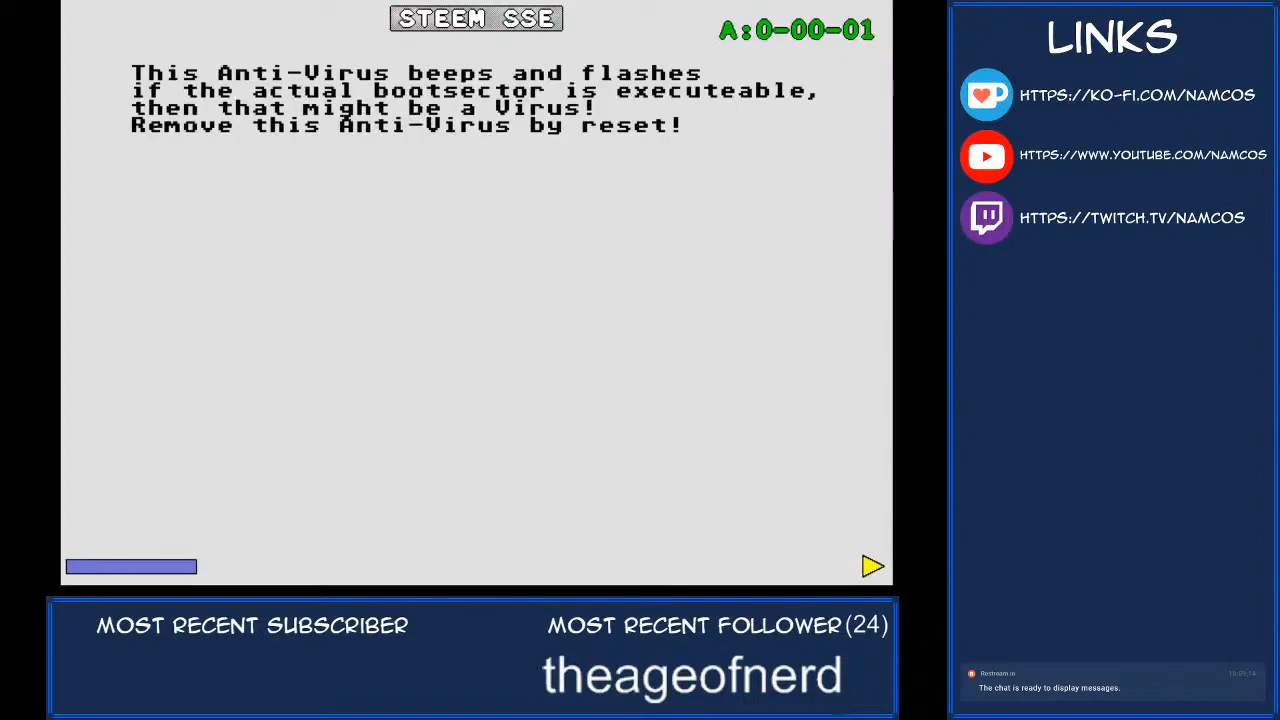 STEEM SSE
A:0-00-01
This Anti-Virus beeps and flashes
if the actual bootsector is executeable,
then that might be a Virus!
Remove this Anti-Virus by reset!
LINKS
HTTPS://KO-FI.COM/NAMCOS
HTTPS://WWW.YOUTUBE.COM/NAMCOS
HTTPS://TWITCH.TV/NAMCOS
MOST RECENT SUBSCRIBER
MOST RECENT FOLLOWER (24)
theageofnerd
Restream.io
The chat is ready to display messages.